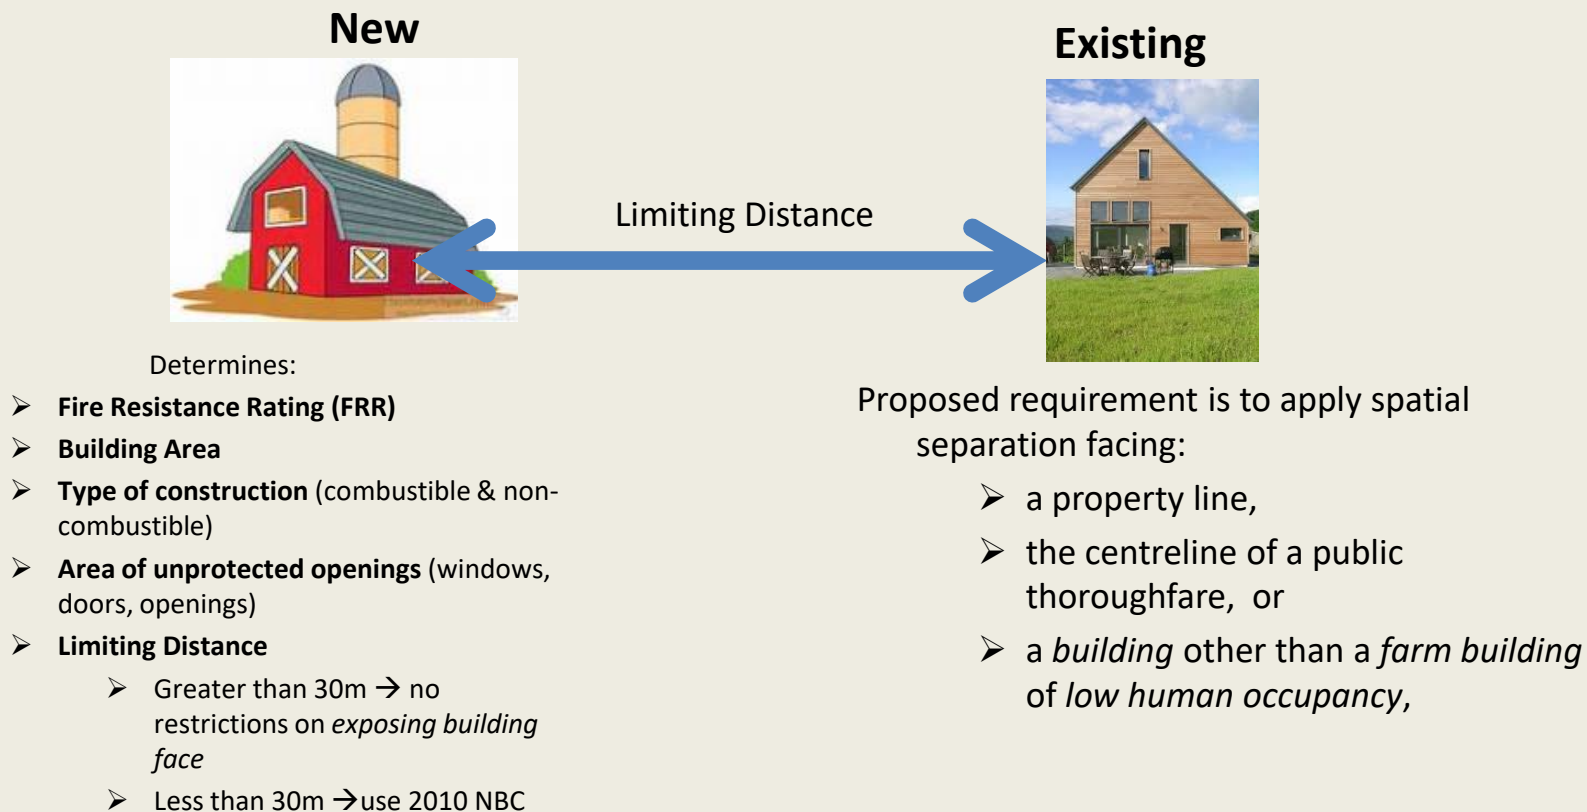 New
Existing
Limiting Distance
Determines:
➢ Fire Resistance Rating (FRR)
➢ Building Area
➢ Type of construction (combustible & non-
combustible)
➢ Area of unprotected openings (windows,
doors, openings)
➢ Limiting Distance
➢ Greater than 30m → no
restrictions on exposing building
face
➢ Less than 30m →use 2010 NBC
Proposed requirement is to apply spatial
separation facing:
➢ a property line,
➢ the centreline of a public
thoroughfare, or
➢ a building other than a farm building
of low human occupancy,